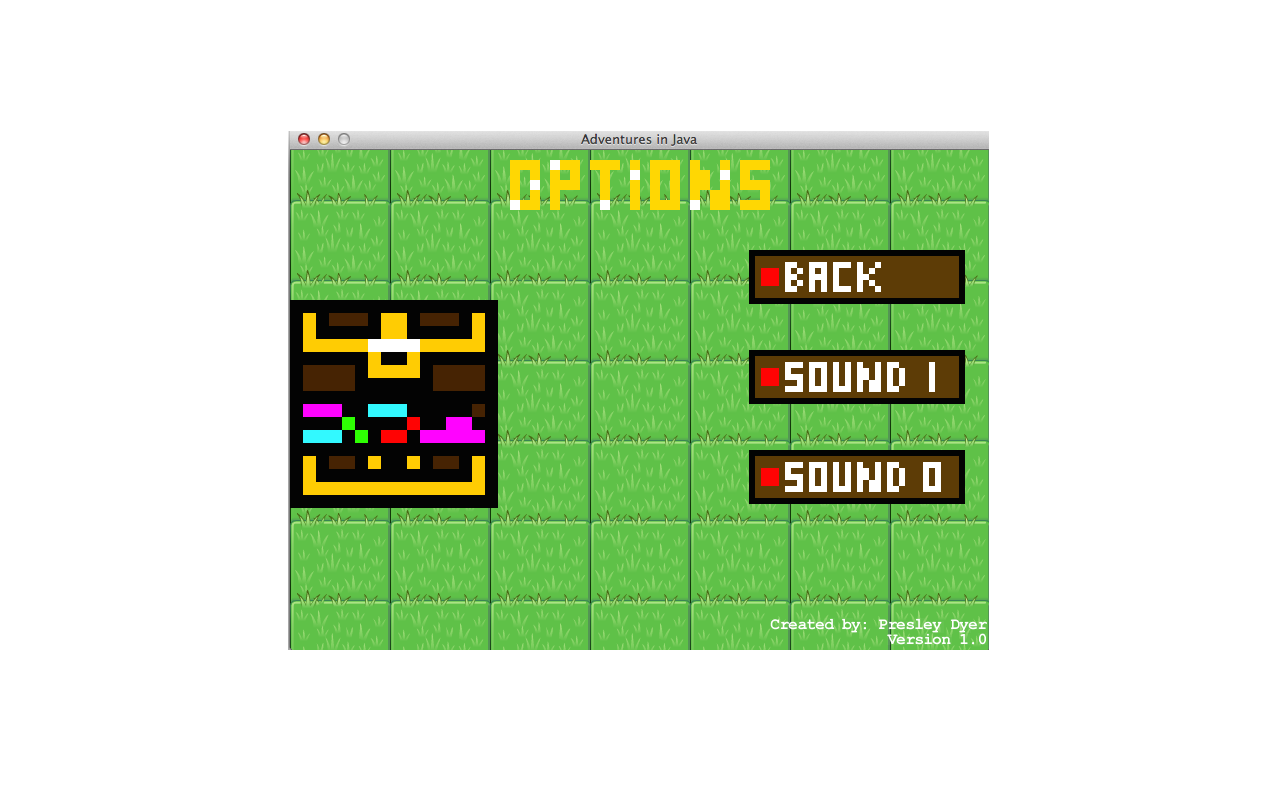 Adventures in Java
OPTIONS
BACK
SOUND 1
SOUND 0
Created by: Presley Dyer
Version 1.0